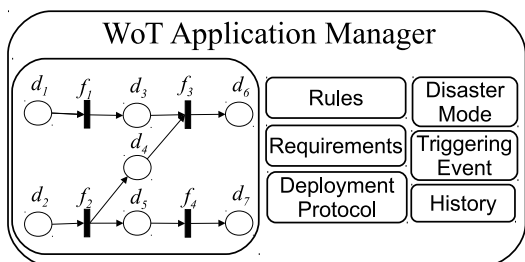 WoT Application Manager
d1 f1 d3 f3 d6
d4
d2 f2 d5 f4 d7
Rules
Disaster
Mode
Requirements
Triggering
Event
Deployment
Protocol
History